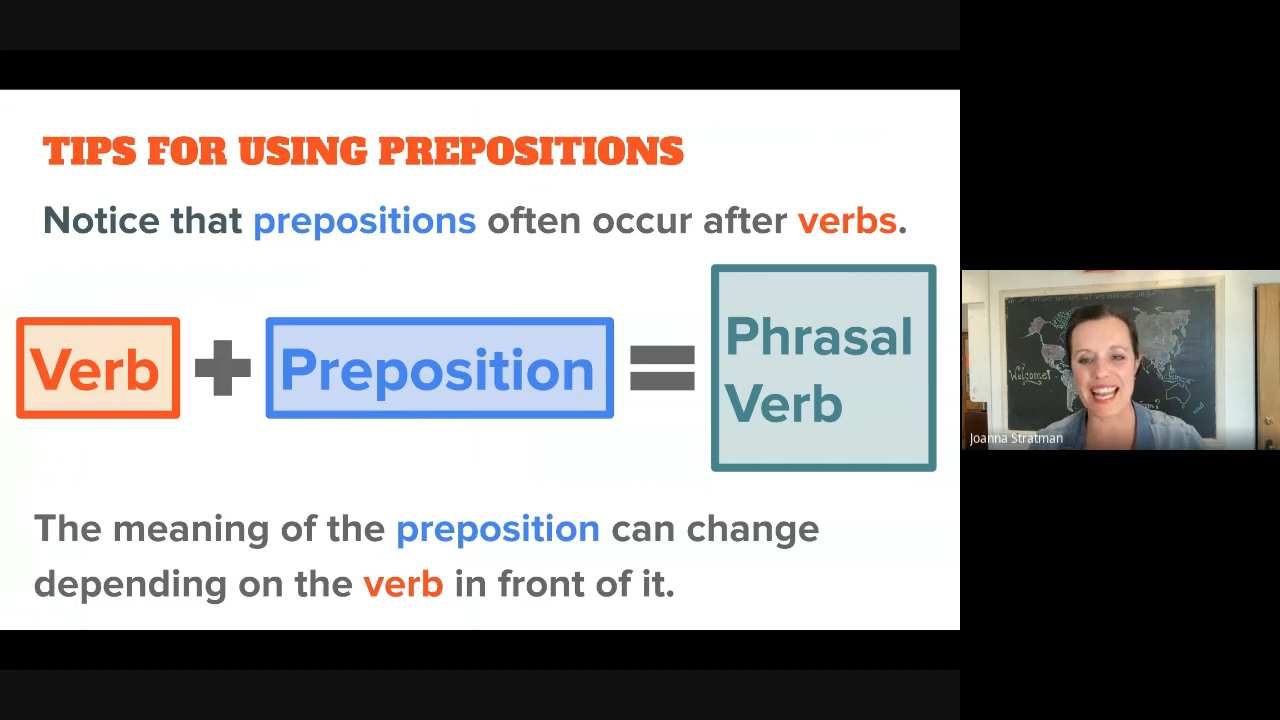 TIPS FOR USING PREPOSITIONS
Notice that prepositions often occur after verbs.
Verb + Preposition = Phrasal
Verb
The meaning of the preposition can change
depending on the verb in front of it.
Welcome!
Joanna Stratman